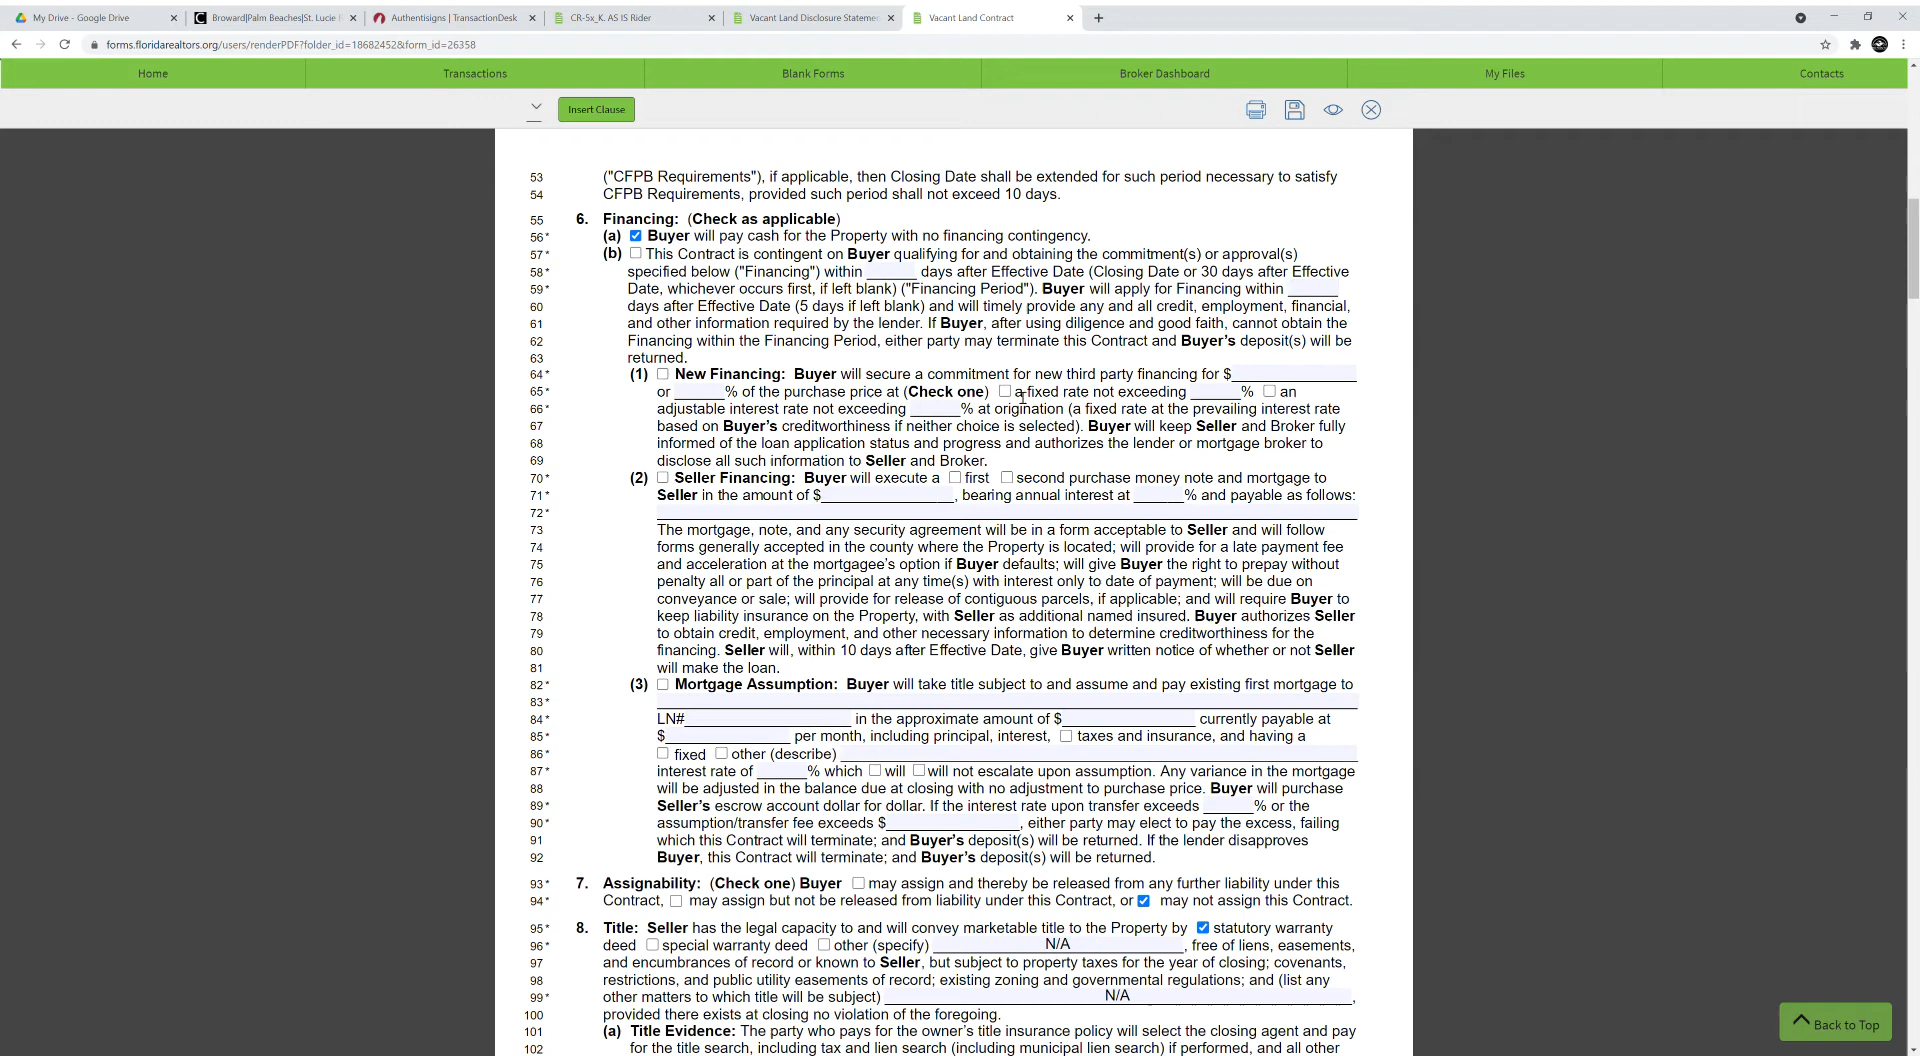 My Drive - Google Drive
Broward|Palm Beaches|St. Lucie
Authentisigns | TransactionDesk
CR-5x_K. AS IS Rider
Vacant Land Disclosure Stateme
Vacant Land Contract
forms.floridarealtors.org/users/renderPDF?folder_id=18682452&form_id=26358
Home Transactions Blank Forms Broker Dashboard My Files Contacts
Insert Clause
53 ("CFPB Requirements"), if applicable, then Closing Date shall be extended for such period necessary to satisfy
54 CFPB Requirements, provided such period shall not exceed 10 days.
55 6. Financing: (Check as applicable)
56* (a) Buyer will pay cash for the Property with no financing contingency.
57* (b) This Contract is contingent on Buyer qualifying for and obtaining the commitment(s) or approval(s)
58* specified below ("Financing") within ______ days after Effective Date (Closing Date or 30 days after Effective
59* Date, whichever occurs first, if left blank) ("Financing Period"). Buyer will apply for Financing within ______
60 days after Effective Date (5 days if left blank) and will timely provide any and all credit, employment, financial,
61 and other information required by the lender. If Buyer, after using diligence and good faith, cannot obtain the
62 Financing within the Financing Period, either party may terminate this Contract and Buyer's deposit(s) will be
63 returned.
64* (1) New Financing: Buyer will secure a commitment for new third party financing for $______
65* or ______% of the purchase price at (Check one) a fixed rate not exceeding ______% an
66* adjustable interest rate not exceeding ______% at origination (a fixed rate at the prevailing interest rate
67 based on Buyer's creditworthiness if neither choice is selected). Buyer will keep Seller and Broker fully
68 informed of the loan application status and progress and authorizes the lender or mortgage broker to
69 disclose all such information to Seller and Broker.
70* (2) Seller Financing: Buyer will execute a first second purchase money note and mortgage to
71* Seller in the amount of $______, bearing annual interest at ______% and payable as follows:
72*
73 The mortgage, note, and any security agreement will be in a form acceptable to Seller and will follow
74 forms generally accepted in the county where the Property is located; will provide for a late payment fee
75 and acceleration at the mortgagee's option if Buyer defaults; will give Buyer the right to prepay without
76 penalty all or part of the principal at any time(s) with interest only to date of payment; will be due on
77 conveyance or sale; will provide for release of contiguous parcels, if applicable; and will require Buyer to
78 keep liability insurance on the Property, with Seller as additional named insured. Buyer authorizes Seller
79 to obtain credit, employment, and other necessary information to determine creditworthiness for the
80 financing. Seller will, within 10 days after Effective Date, give Buyer written notice of whether or not Seller
81 will make the loan.
82* (3) Mortgage Assumption: Buyer will take title subject to and assume and pay existing first mortgage to
83*
84* LN#______ in the approximate amount of $______ currently payable at
85* $______ per month, including principal, interest, taxes and insurance, and having a
86* fixed other (describe) ______
87* interest rate of ______% which will will not escalate upon assumption. Any variance in the mortgage
88 will be adjusted in the balance due at closing with no adjustment to purchase price. Buyer will purchase
89* Seller's escrow account dollar for dollar. If the interest rate upon transfer exceeds ______% or the
90* assumption/transfer fee exceeds $______, either party may elect to pay the excess, failing
91 which this Contract will terminate; and Buyer's deposit(s) will be returned. If the lender disapproves
92 Buyer, this Contract will terminate; and Buyer's deposit(s) will be returned.
93* 7. Assignability: (Check one) Buyer may assign and thereby be released from any further liability under this
94* Contract, may assign but not be released from liability under this Contract, or may not assign this Contract.
95* 8. Title: Seller has the legal capacity to and will convey marketable title to the Property by statutory warranty
96* deed special warranty deed other (specify) N/A, free of liens, easements,
97 and encumbrances of record or known to Seller, but subject to property taxes for the year of closing; covenants,
98 restrictions, and public utility easements of record; existing zoning and governmental regulations; and (list any
99* other matters to which title will be subject) N/A,
100 provided there exists at closing no violation of the foregoing.
101 (a) Title Evidence: The party who pays for the owner's title insurance policy will select the closing agent and pay
102 for the title search, including tax and lien search (including municipal lien search) if performed, and all other
Back to Top